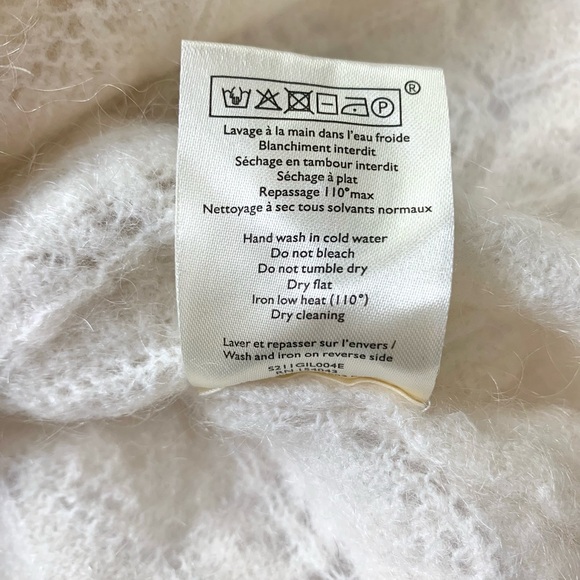 P ®
Lavage à la main dans l'eau froide
Blanchiment interdit
Séchage en tambour interdit
Séchage à plat
Repassage 110°max
Nettoyage à sec tous solvants normaux
Hand wash in cold water
Do not bleach
Do not tumble dry
Dry flat
Iron low heat (110°)
Dry cleaning
Laver et repasser sur l'envers /
Wash and iron on reverse side
S211GIL004E